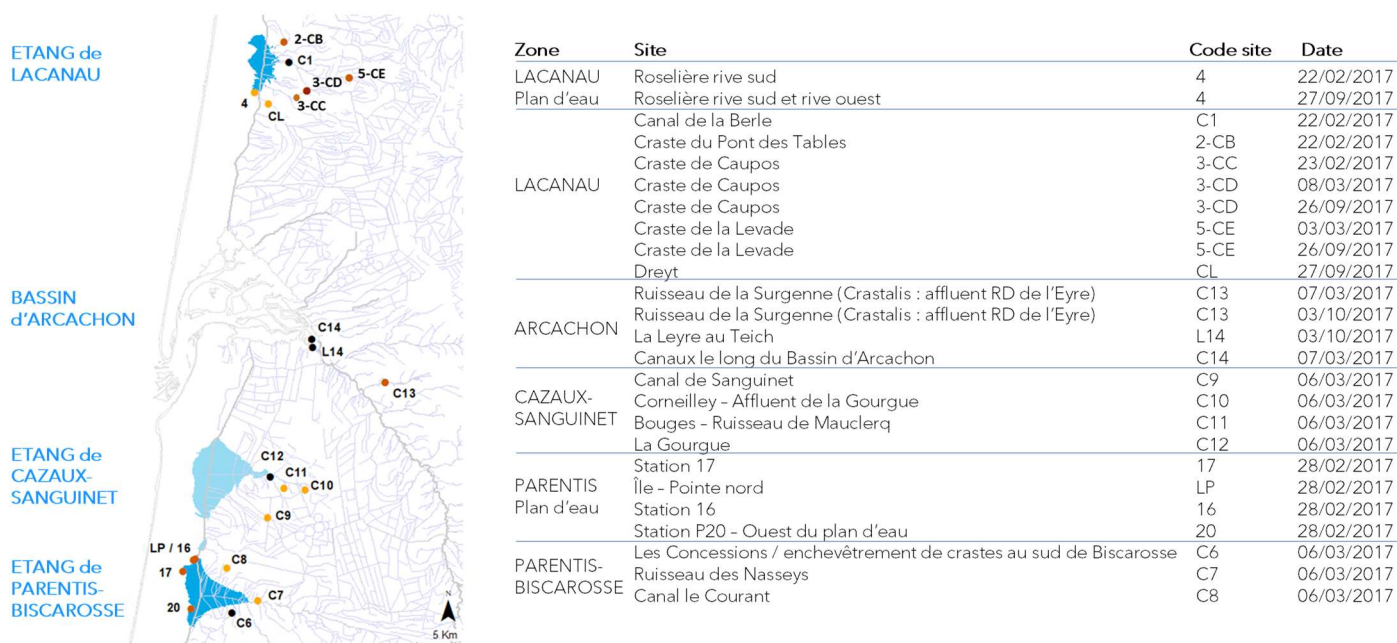 ETANG de
LACANAU
2-CB
C1
5-CE
3-CD
3-CC
4
CL
BASSIN
d'ARCACHON
C14
L14
C13
ETANG de
CAZAUX-
SANGUINET
C12
C11
C10
C9
ETANG de
PARENTIS-
BISCAROSSE
LP / 16
C8
17
C7
20
C6
N
5 Km
Zone Site Code site Date
LACANAU Roselière rive sud 4 22/02/2017
Plan d'eau Roselière rive sud et rive ouest 4 27/09/2017
Canal de la Berle C1 22/02/2017
Craste du Pont des Tables 2-CB 22/02/2017
Craste de Caupos 3-CC 23/02/2017
LACANAU Craste de Caupos 3-CD 08/03/2017
Craste de Caupos 3-CD 26/09/2017
Craste de la Levade 5-CE 03/03/2017
Craste de la Levade 5-CE 26/09/2017
Dreyt CL 27/09/2017
Ruisseau de la Surgenne (Crastalis : affluent RD de l'Eyre) C13 07/03/2017
Ruisseau de la Surgenne (Crastalis : affluent RD de l'Eyre) C13 03/10/2017
ARCACHON
La Leyre au Teich L14 03/10/2017
Canaux le long du Bassin d'Arcachon C14 07/03/2017
Canal de Sanguinet C9 06/03/2017
CAZAUX-
Corneilley - Affluent de la Gourgue C10 06/03/2017
SANGUINET Bouges - Ruisseau de Mauclerq C11 06/03/2017
La Gourgue C12 06/03/2017
Station 17 17 28/02/2017
PARENTIS Île - Pointe nord LP 28/02/2017
Plan d'eau Station 16 16 28/02/2017
Station P20 - Ouest du plan d'eau 20 28/02/2017
Les Concessions / enchevêtrement de crastes au sud de Biscarosse C6 06/03/2017
PARENTIS-
Ruisseau des Nasseys C7 06/03/2017
BISCAROSSE
Canal le Courant C8 06/03/2017